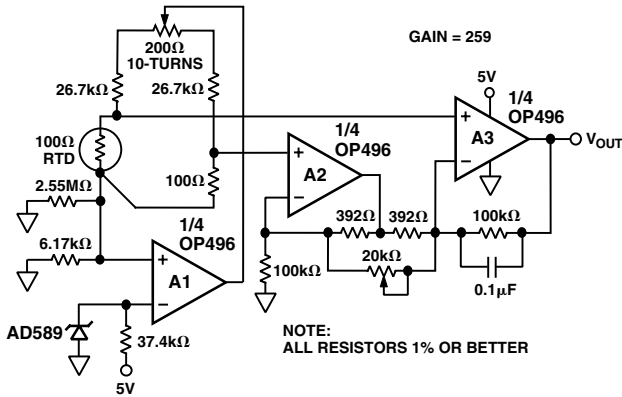 GAIN = 259
200Ω
10-TURNS
26.7kΩ
26.7kΩ
5V
1/4
OP496
A3
+
−
VOUT
1/4
OP496
A2
+
−
100Ω
RTD
100Ω
2.55MΩ
392Ω
392Ω
100kΩ
1/4
OP496
6.17kΩ
A1
+
−
100kΩ
20kΩ
0.1µF
AD589
37.4kΩ
5V
NOTE:
ALL RESISTORS 1% OR BETTER